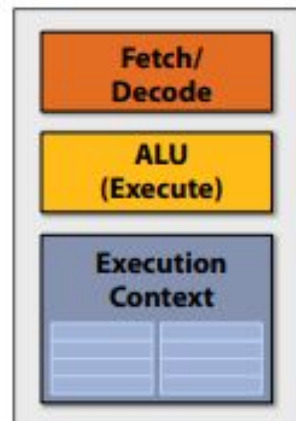 Fetch/
Decode
ALU
(Execute)
Execution
Context